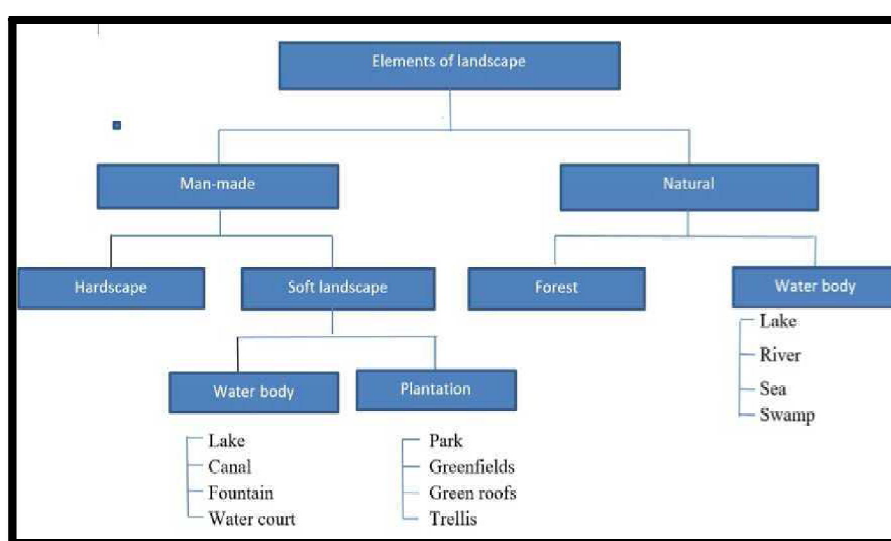 Elements of landscape
Man-made
Natural
Hardscape
Soft landscape
Forest
Water body
Lake
River
Sea
Swamp
Water body
Plantation
Lake
Canal
Fountain
Water court
Park
Greenfields
Green roofs
Trellis